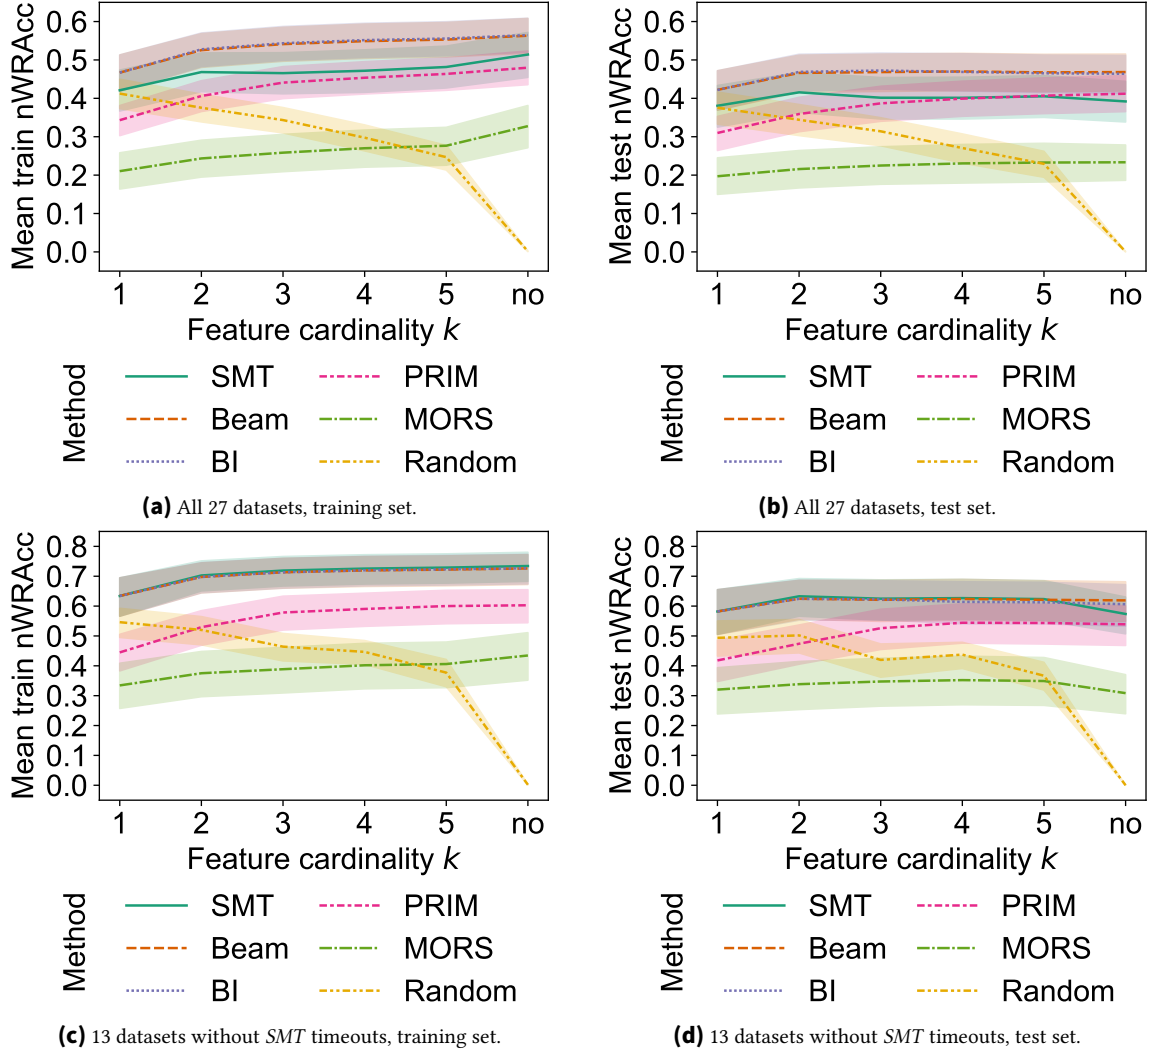 Mean train nWRAcc
0.6
0.5
0.4
0.3
0.2
0.1
0.0
1 2 3 4 5 no
Feature cardinality k
Method
SMT PRIM
Beam MORS
BI Random
(a) All 27 datasets, training set.
Mean test nWRAcc
0.6
0.5
0.4
0.3
0.2
0.1
0.0
1 2 3 4 5 no
Feature cardinality k
Method
SMT PRIM
Beam MORS
BI Random
(b) All 27 datasets, test set.
Mean train nWRAcc
0.8
0.7
0.6
0.5
0.4
0.3
0.2
0.1
0.0
1 2 3 4 5 no
Feature cardinality k
Method
SMT PRIM
Beam MORS
BI Random
(c) 13 datasets without SMT timeouts, training set.
Mean test nWRAcc
0.8
0.7
0.6
0.5
0.4
0.3
0.2
0.1
0.0
1 2 3 4 5 no
Feature cardinality k
Method
SMT PRIM
Beam MORS
BI Random
(d) 13 datasets without SMT timeouts, test set.